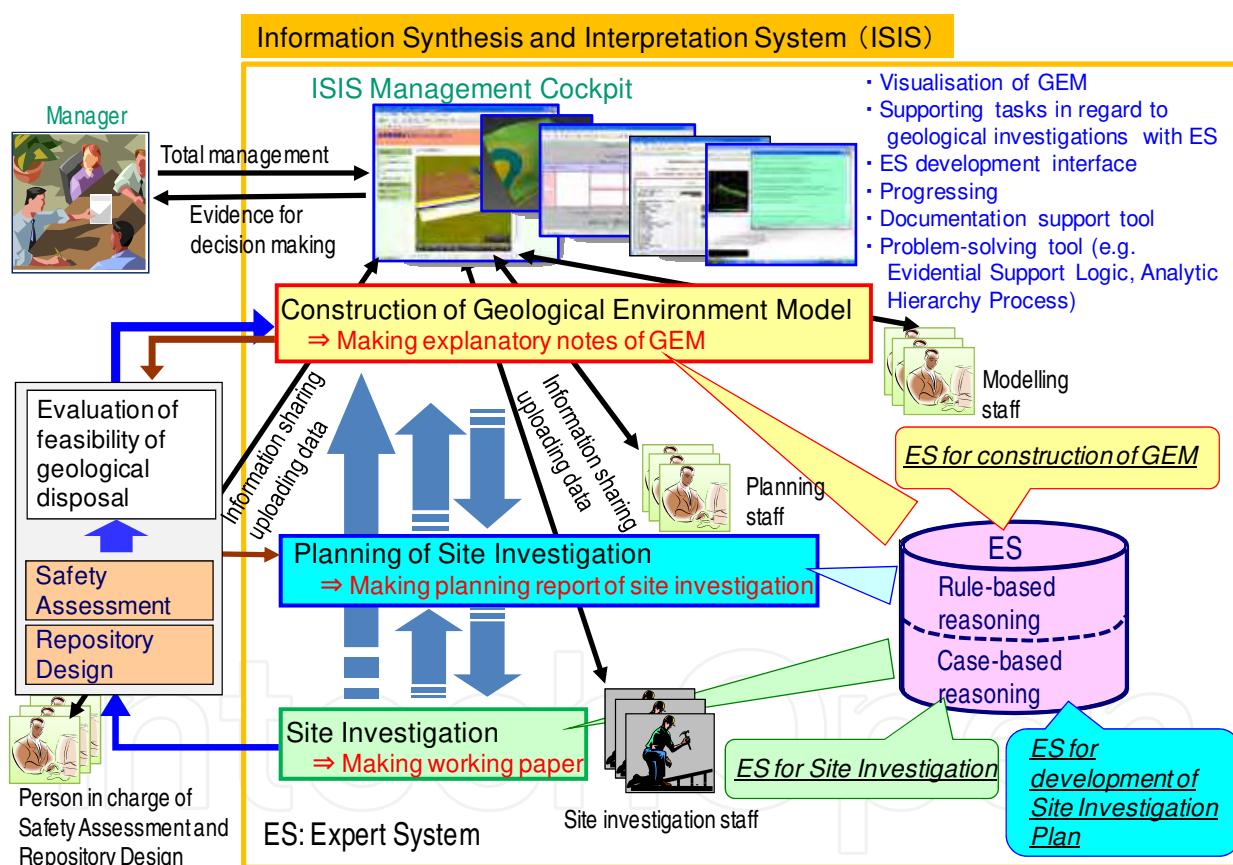 Information Synthesis and Interpretation System（ISIS）
ISIS Management Cockpit
Manager
Total management
Evidence for
decision making
・Visualisation of GEM
・Supporting tasks in regard to
geological investigations with ES
・ES development interface
・Progressing
・Documentation support tool
・Problem-solving tool (e.g.
Evidential Support Logic, Analytic
Hierarchy Process)
Construction of Geological Environment Model
⇒ Making explanatory notes of GEM
Modelling
staff
Evaluation of
feasibility of
geological
disposal
Safety
Assessment
Repository
Design
Information sharing
uploading data
Information sharing
uploading data
Planning
staff
ES for construction of GEM
Planning of Site Investigation
⇒ Making planning report of site investigation
ES
Rule-based
reasoning
Case-based
reasoning
Site Investigation
⇒ Making working paper
Site investigation staff
ES for Site Investigation
ES for
development of
Site Investigation
Plan
Person in charge of
Safety Assessment and
Repository Design
ES: Expert System
IntechOpen